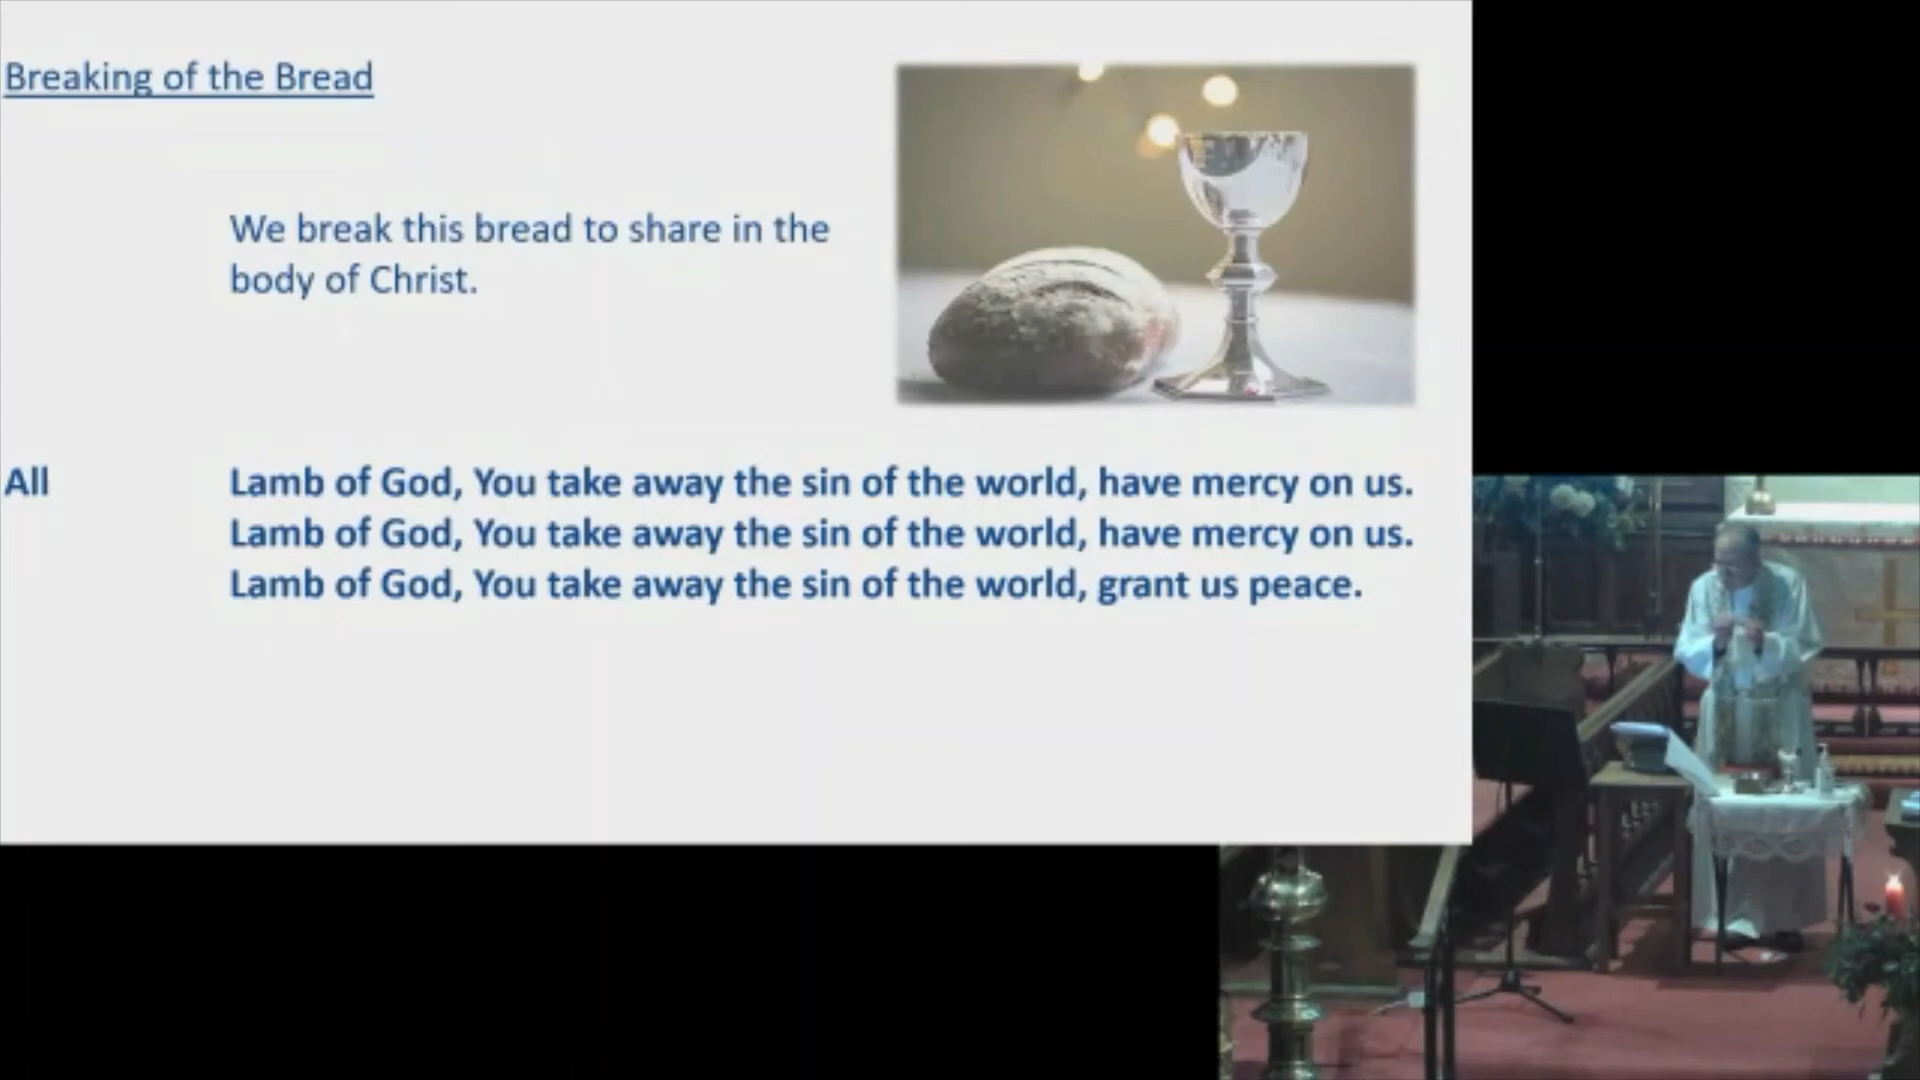 Breaking of the Bread
We break this bread to share in the
body of Christ.
All Lamb of God, You take away the sin of the world, have mercy on us.
Lamb of God, You take away the sin of the world, have mercy on us.
Lamb of God, You take away the sin of the world, grant us peace.